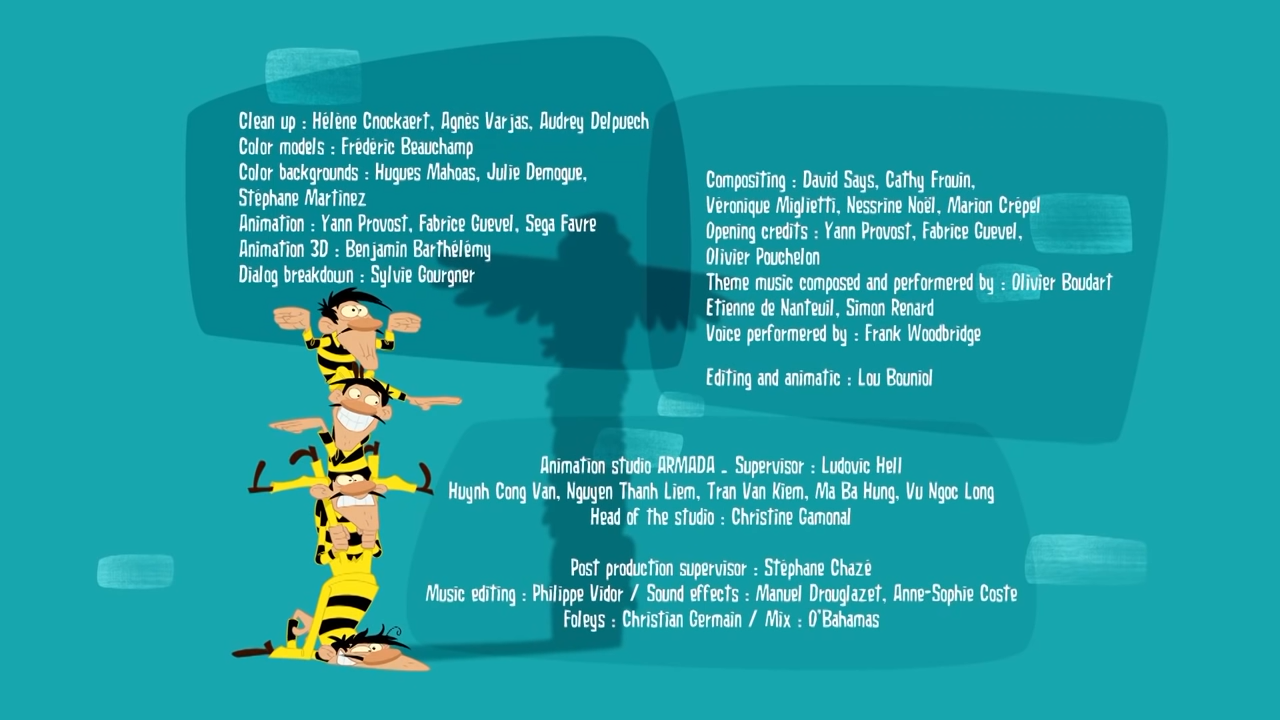 Clean up : Hélène Cnockaert, Agnès Varjas, Audrey Delpuech
Color models : Frédéric Beauchamp
Color backgrounds : Hugues Mahoas, Julie Demogue,
Stéphane Martinez
Animation : Yann Provost, Fabrice Guevel, Sega Favre
Animation 3D : Benjamin Barthélémy
Dialog breakdown : Sylvie Gourgner
Compositing : David Says, Cathy Frouin,
Véronique Miglietti, Nessrine Noël, Marion Crépel
Opening credits : Yann Provost, Fabrice Guevel,
Olivier Pouchelon
Theme music composed and performered by : Olivier Boudart
Etienne de Nanteuil, Simon Renard
Voice performered by : Frank Woodbridge
Editing and animatic : Lou Bouniol
Animation studio ARMADA - Supervisor : Ludovic Hell
Huynh Cong Van, Nguyen Thanh Liem, Tran Van Kiem, Ma Ba Hung, Vu Ngoc Long
Head of the studio : Christine Gamonal
Post production supervisor : Stéphane Chazé
Music editing : Philippe Vidor / Sound effects : Manuel Drouglazet, Anne-Sophie Coste
Foleys : Christian Germain / Mix : O'Bahamas